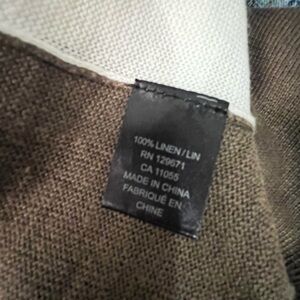 100% LINEN / LIN
RN 129671
CA 11055
MADE IN CHINA
FABRIQUÉ EN
CHINE